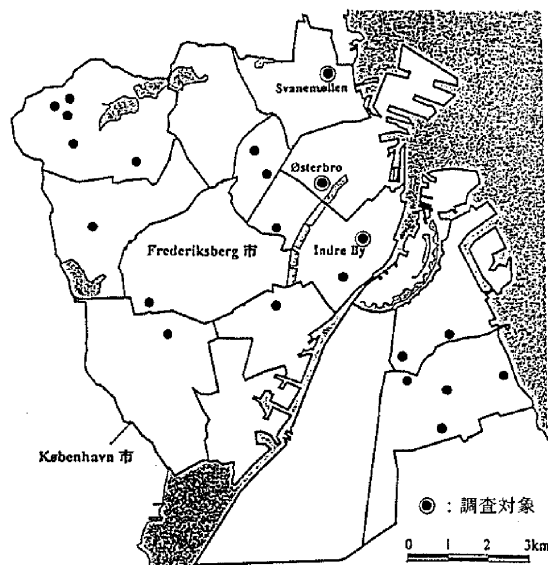 Svanemøllen
Østerbro
Frederiksberg 市
Indre By
København 市
◉ : 調査対象
0 1 2 3km